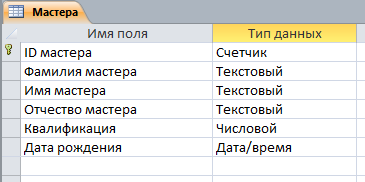 Мастера
Имя поля Тип данных
ID мастера Счетчик
Фамилия мастера Текстовый
Имя мастера Текстовый
Отчество мастера Текстовый
Квалификация Числовой
Дата рождения Дата/время